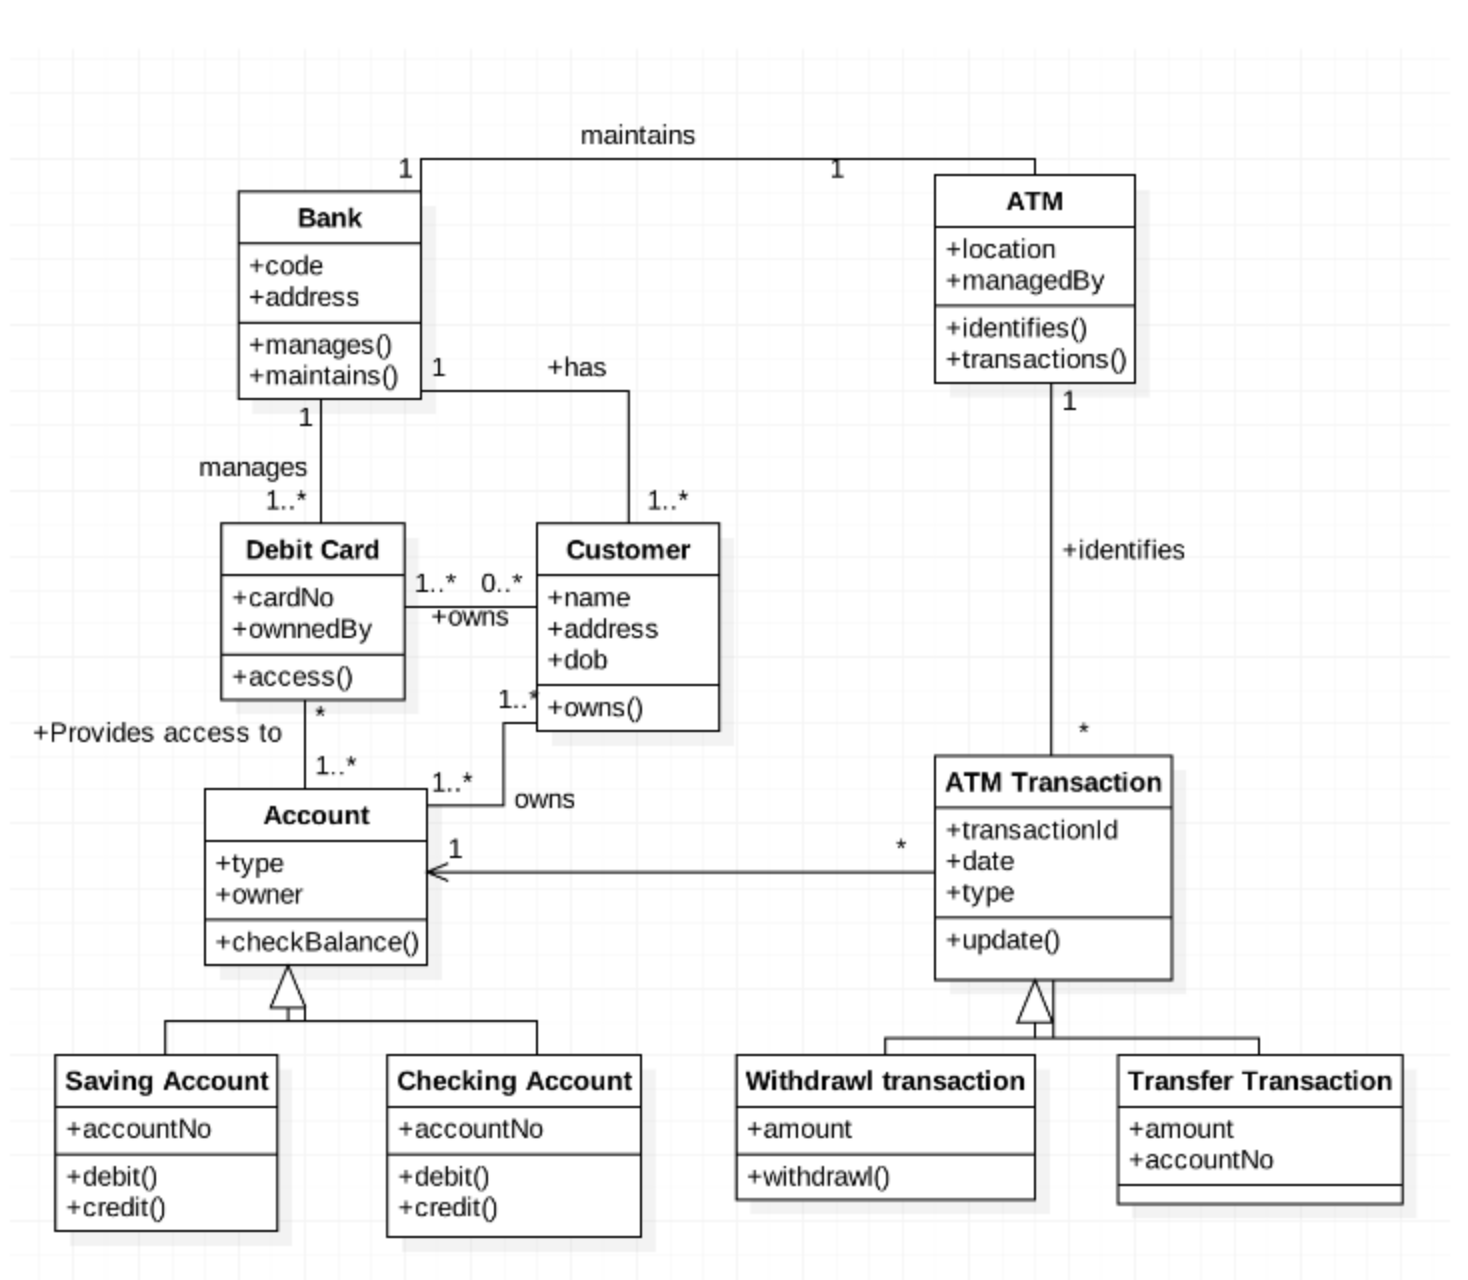 maintains
1
1
Bank
+code
+address
+manages()
+maintains()
ATM
+location
+managedBy
+identifies()
+transactions()
1
+has
1
1
manages
1..*
1..*
Debit Card
+cardNo
+ownnedBy
+access()
1..*
0..*
+owns
Customer
+name
+address
+dob
+owns()
+identifies
*
+Provides access to
1..*
1..*
1..*
owns
*
Account
+type
+owner
+checkBalance()
1
*
ATM Transaction
+transactionId
+date
+type
+update()
Saving Account
+accountNo
+debit()
+credit()
Checking Account
+accountNo
+debit()
+credit()
Withdrawl transaction
+amount
+withdrawl()
Transfer Transaction
+amount
+accountNo